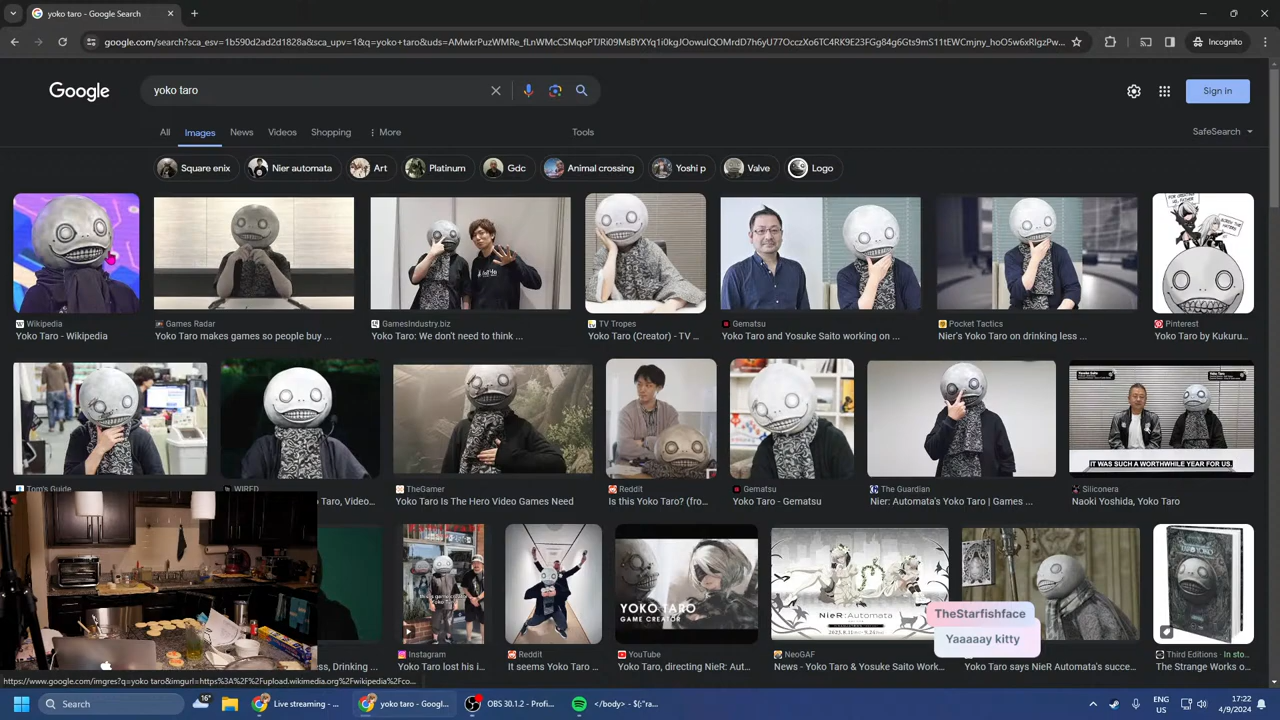 yoko taro - Google Search
google.com/search?sca_esv=1b590d2ad2d1828a&sca_upv=1&q=yoko+taro&uds=AMwkrPuzWMRe_fLnWMcCSMqoPTJRi09MsBYXYq1i0kgJOowuIQOMrdD7h6yU77OcczXo6TC4RK9E23FGg84g6Gts9mS11tEWCmjny_hoO5w6xRlgzPw...
Incognito
Google
yoko taro
Sign in
All
Images
News
Videos
Shopping
More
Tools
SafeSearch
Square enix
Nier automata
Art
Platinum
Gdc
Animal crossing
Yoshi p
Valve
Logo
Wikipedia
Yoko Taro - Wikipedia
Games Radar
Yoko Taro makes games so people buy ...
GamesIndustry.biz
Yoko Taro: We don't need to think ...
TV Tropes
Yoko Taro (Creator) - TV ...
Gematsu
Yoko Taro and Yosuke Saito working on ...
Pocket Tactics
Nier's Yoko Taro on drinking less ...
Pinterest
Yoko Taro by Kukuru...
IT WAS SUCH A WORTHWHILE YEAR FOR US.
Tom's Guide
WIRED
Taro, Video...
TheGamer
Yoko Taro Is The Hero Video Games Need
Reddit
Is this Yoko Taro? (fro...
Gematsu
Yoko Taro - Gematsu
The Guardian
Nier: Automata's Yoko Taro | Games ...
Siliconera
Naoki Yoshida, Yoko Taro
YOKO TARO
GAME CREATOR
NieR:Automata
TheStarfishface
Yaaaaay kitty
s, Drinking ...
Instagram
Yoko Taro lost his i...
Reddit
It seems Yoko Taro ...
YouTube
Yoko Taro, directing NieR: Aut...
NeoGAF
News - Yoko Taro & Yosuke Saito Work...
Yoko Taro says NieR Automata's succe...
Third Editions · In sto...
The Strange Works o...
https://www.google.com/imgres?q=yoko taro&imgurl=https%3A%2F%2Fupload.wikimedia.org%2Fwikipedia%2Fco...
Search
16°
Live streaming - ...
yoko taro - Googl...
OBS 30.1.2 - Profi...
</body> - $(;"ra...
ENG
US
17:22
4/9/2024